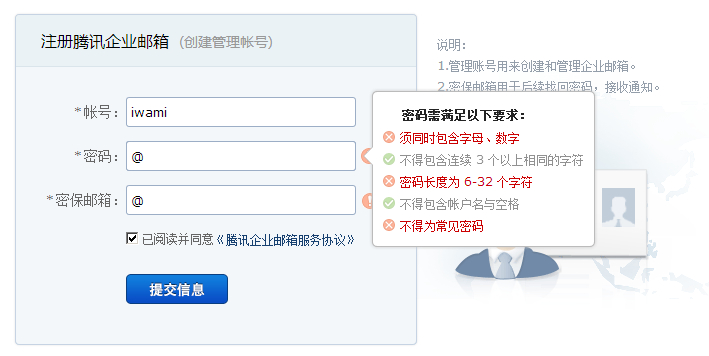 注册腾讯企业邮箱 (创建管理帐号)
说明：
1.管理账号用来创建和管理企业邮箱。
2.密保邮箱用于后续找回密码，接收通知。
*帐号： iwami
*密码： @
*密保邮箱： @
密码需满足以下要求：
须同时包含字母、数字
不得包含连续 3 个以上相同的字符
密码长度为 6-32 个字符
不得包含帐户名与空格
不得为常见密码
已阅读并同意《腾讯企业邮箱服务协议》
提交信息